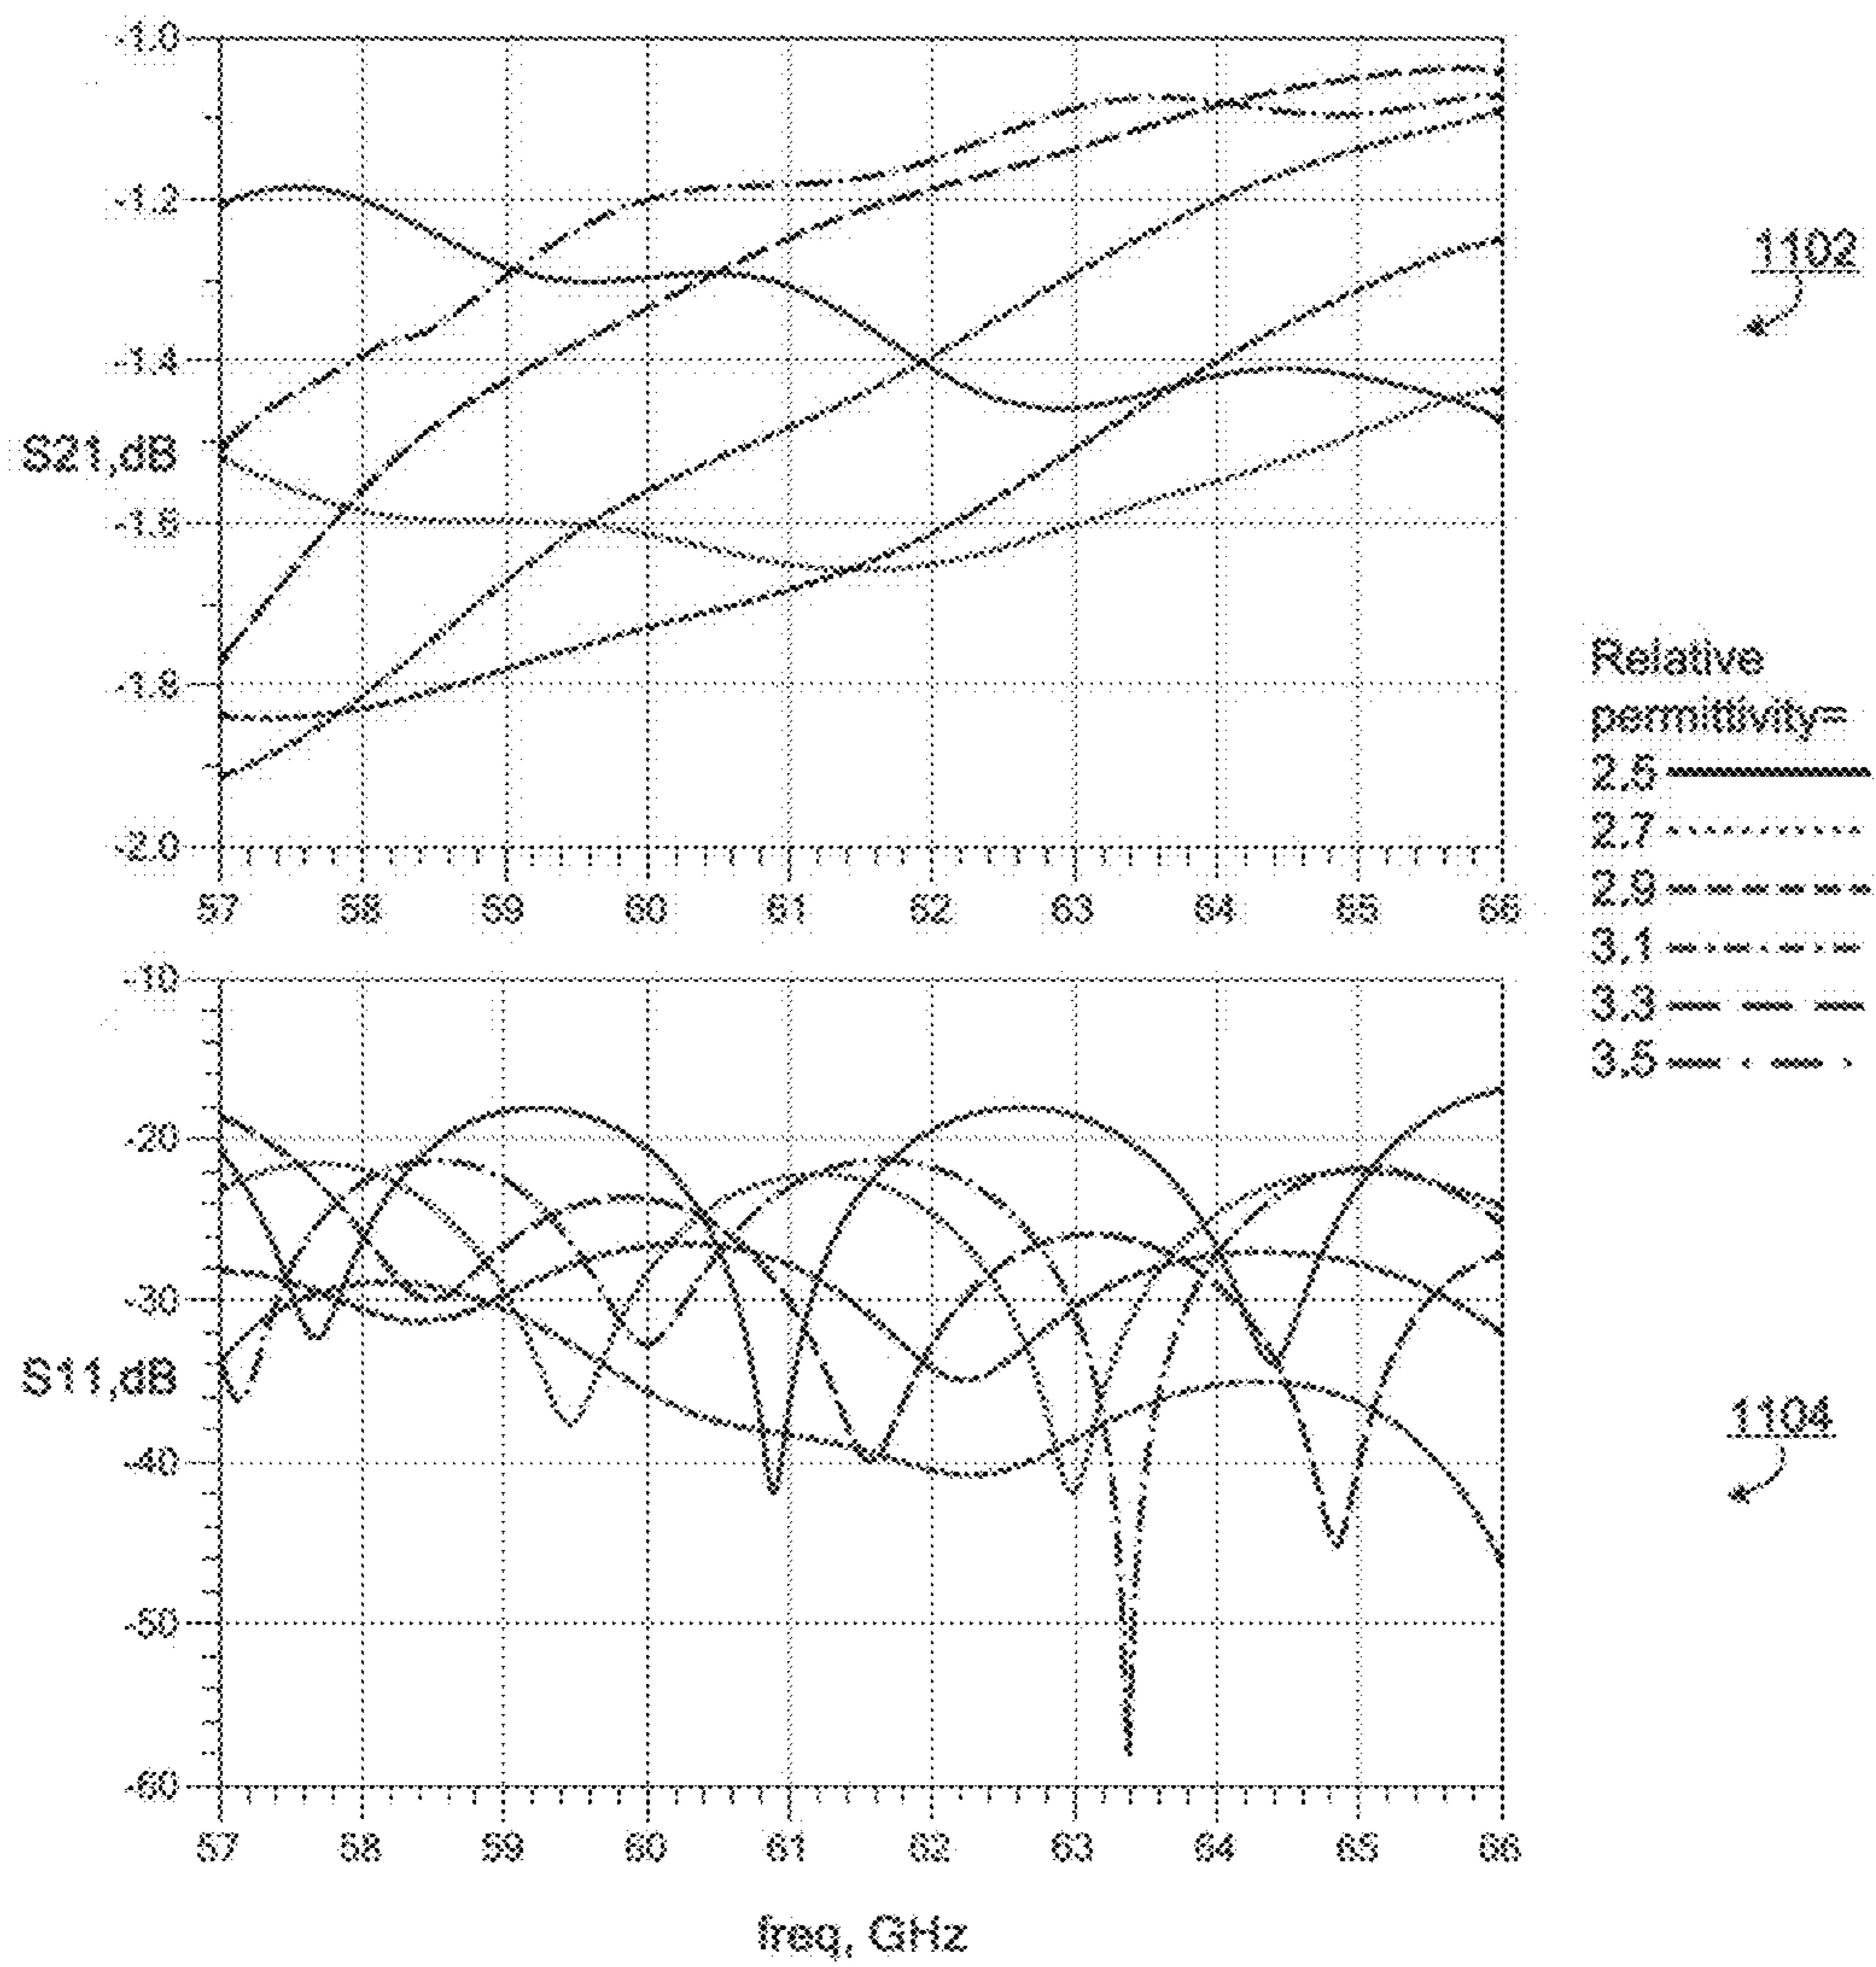 -1.0
-1.2
-1.4
S21,dB
-1.6
-1.8
-2.0
57 58 59 60 61 62 63 64 65 66
1102
Relative
permittivity=
2.5
2.7
2.9
3.1
3.3
3.5
-10
-20
-30
S11,dB
-40
-50
-60
57 58 59 60 61 62 63 64 65 66
1104
freq, GHz